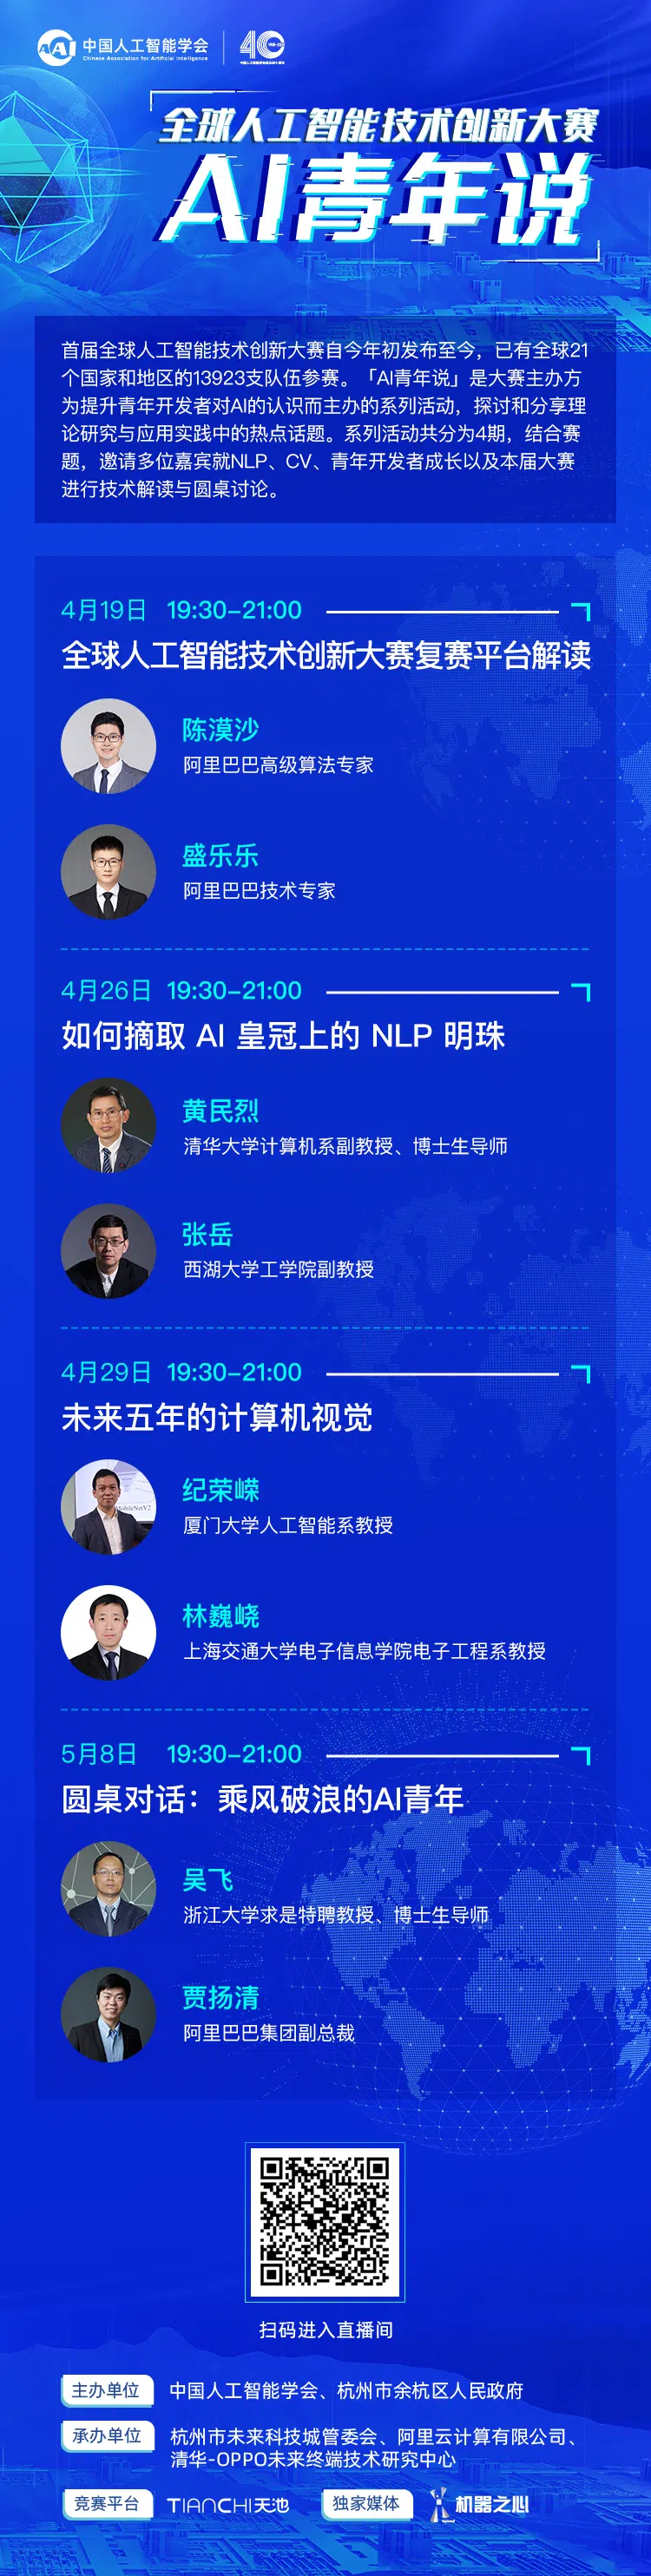 中国人工智能学会
Chinese Association for Artificial Intelligence
全球人工智能技术创新大赛
AI青年说
首届全球人工智能技术创新大赛自今年初发布至今，已有全球21
个国家和地区的13923支队伍参赛。「AI青年说」是大赛主办方
为提升青年开发者对AI的认识而主办的系列活动，探讨和分享理
论研究与应用实践中的热点话题。系列活动共分为4期，结合赛
题，邀请多位嘉宾就NLP、CV、青年开发者成长以及本届大赛
进行技术解读与圆桌讨论。
4月19日 19:30-21:00
全球人工智能技术创新大赛复赛平台解读
陈漠沙
阿里巴巴高级算法专家
盛乐乐
阿里巴巴技术专家
4月26日 19:30-21:00
如何摘取 AI 皇冠上的 NLP 明珠
黄民烈
清华大学计算机系副教授、博士生导师
张岳
西湖大学工学院副教授
4月29日 19:30-21:00
未来五年的计算机视觉
MobileNetV2
纪荣嵘
厦门大学人工智能系教授
林巍峣
上海交通大学电子信息学院电子工程系教授
5月8日 19:30-21:00
圆桌对话：乘风破浪的AI青年
吴飞
浙江大学求是特聘教授、博士生导师
贾扬清
阿里巴巴集团副总裁
扫码进入直播间
主办单位 中国人工智能学会、杭州市余杭区人民政府
承办单位 杭州市未来科技城管委会、阿里云计算有限公司、
清华-OPPO未来终端技术研究中心
竞赛平台 TIANCHI天池 独家媒体 机器之心